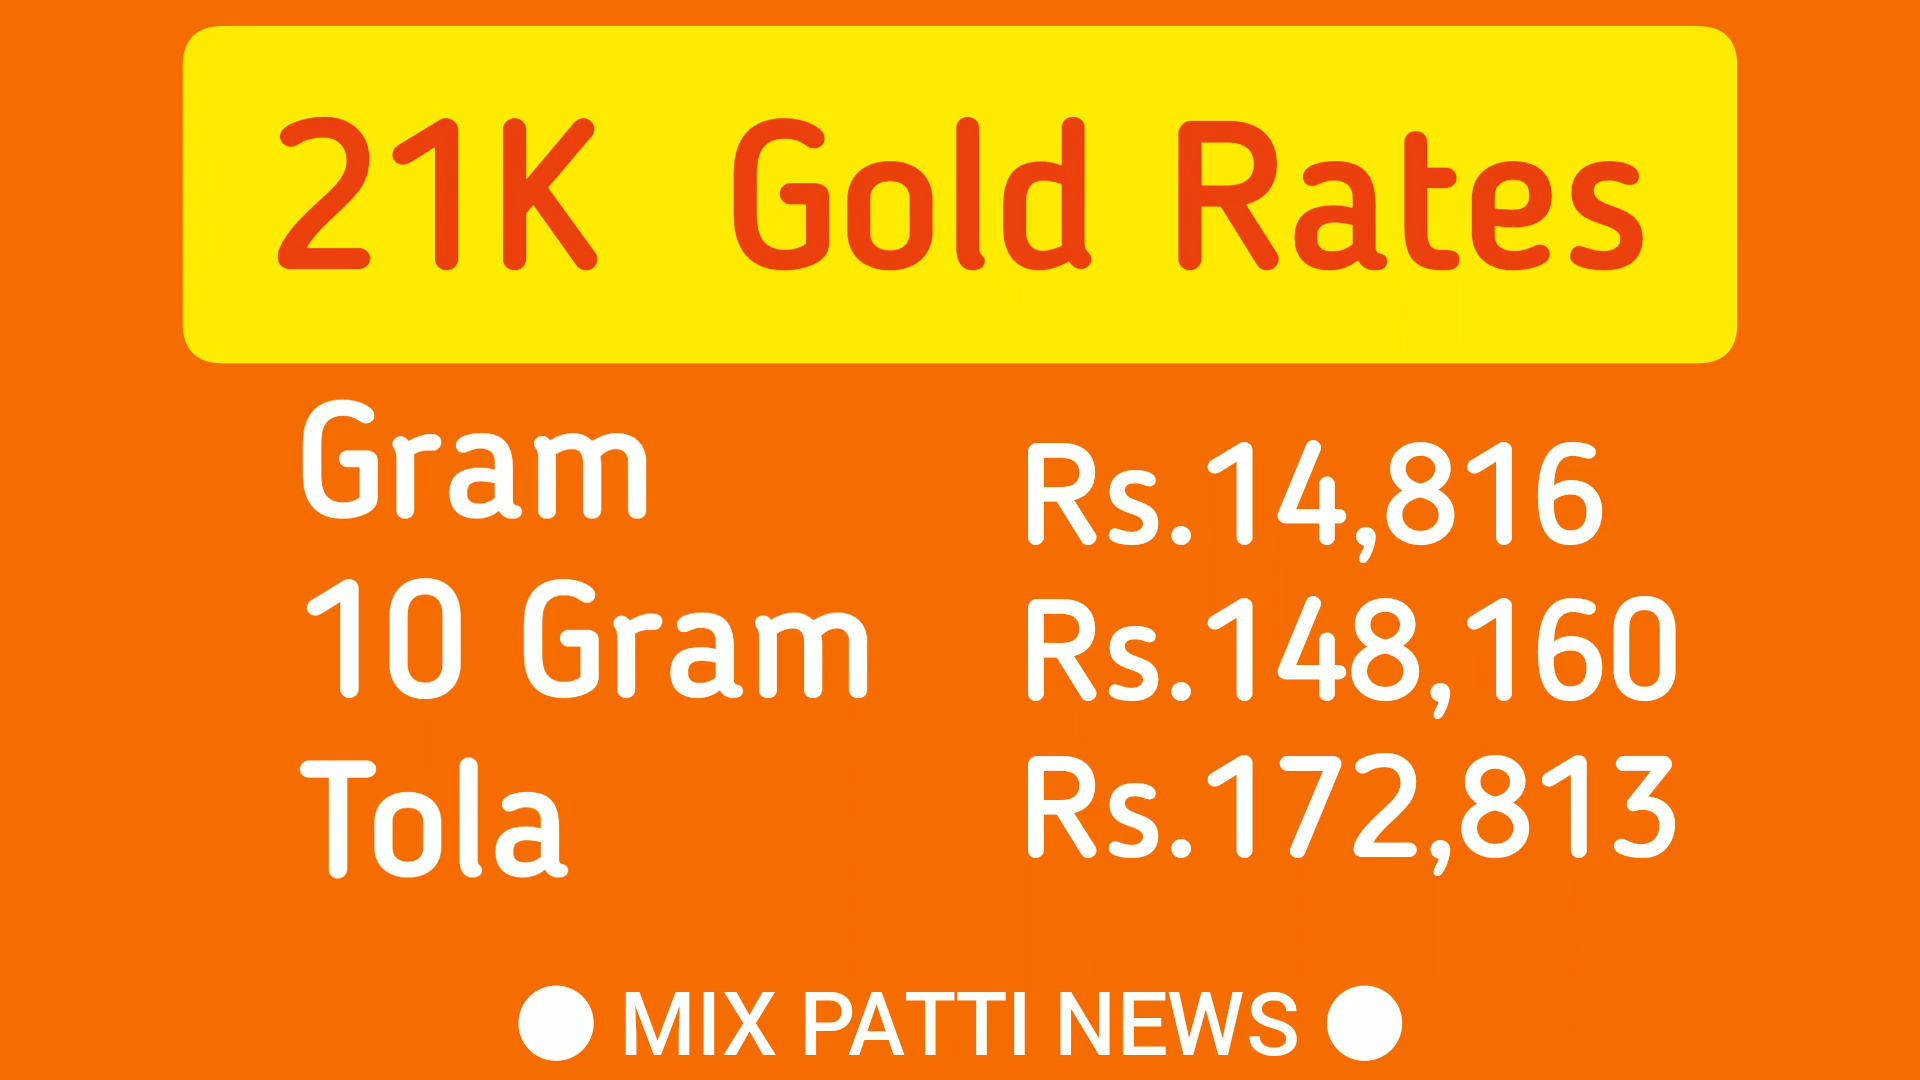 21K Gold Rates
Gram Rs.14,816
10 Gram Rs.148,160
Tola Rs.172,813
MIX PATTI NEWS